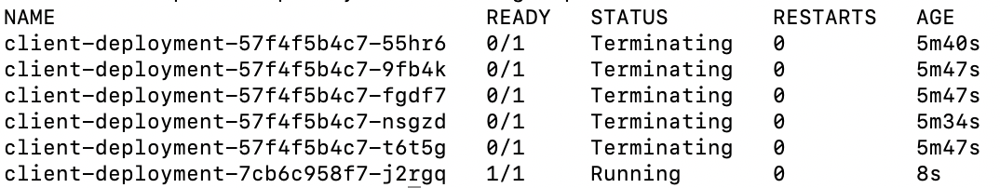 NAME READY STATUS RESTARTS AGE
client-deployment-57f4f5b4c7-55hr6 0/1 Terminating 0 5m40s
client-deployment-57f4f5b4c7-9fb4k 0/1 Terminating 0 5m47s
client-deployment-57f4f5b4c7-fgdf7 0/1 Terminating 0 5m47s
client-deployment-57f4f5b4c7-nsgzd 0/1 Terminating 0 5m34s
client-deployment-57f4f5b4c7-t6t5g 0/1 Terminating 0 5m47s
client-deployment-7cb6c958f7-j2rgq 1/1 Running 0 8s